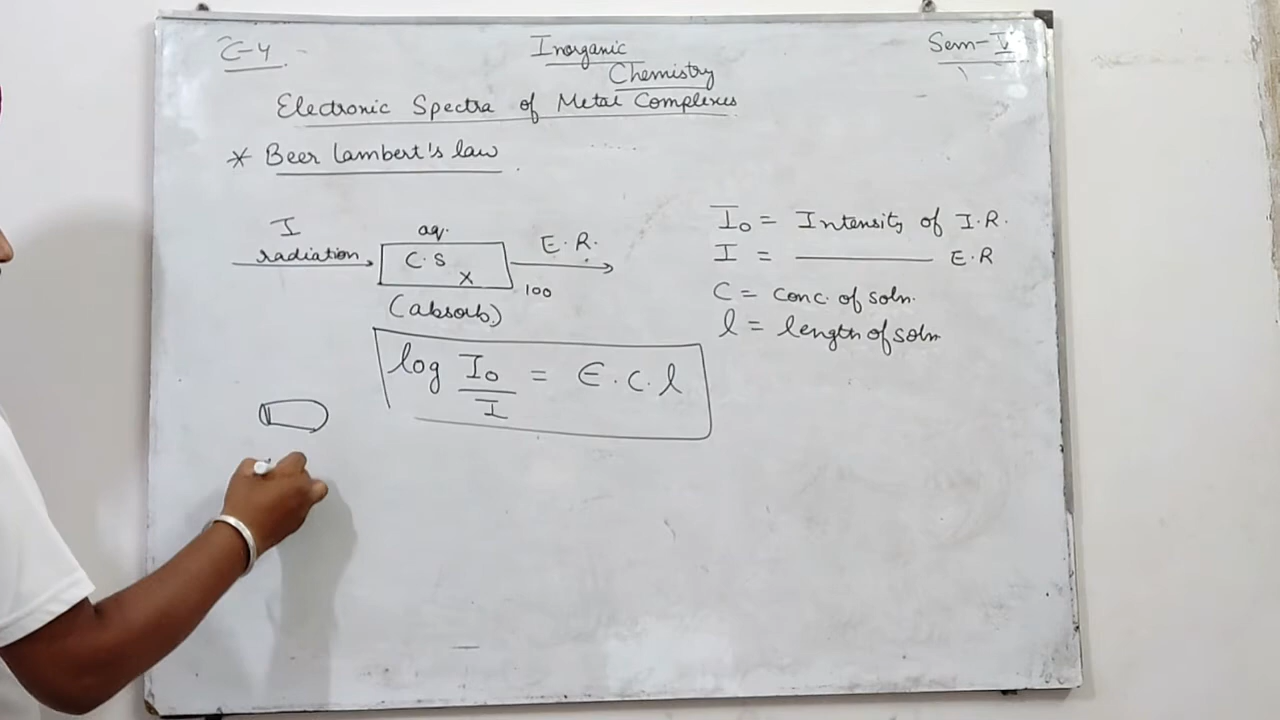 C-4
Inorganic
Chemistry
Sem-V
Electronic Spectra of Metal Complexes
* Beer Lambert's law
I
radiation
aq.
C.S
x
(absorb)
E.R.
100
I₀ = Intensity of I.R.
I = ———— E.R
C = conc. of soln.
l = length of soln
log I₀/I = ϵ.c.l